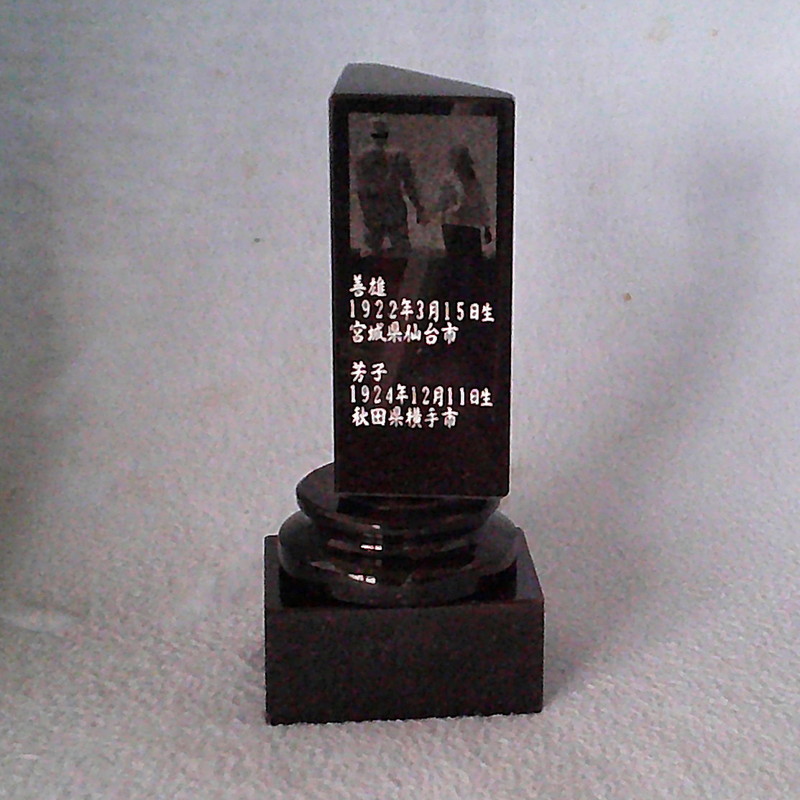 善雄
1922年3月15日生
宮城県仙台市
芳子
1924年12月11日生
秋田県横手市